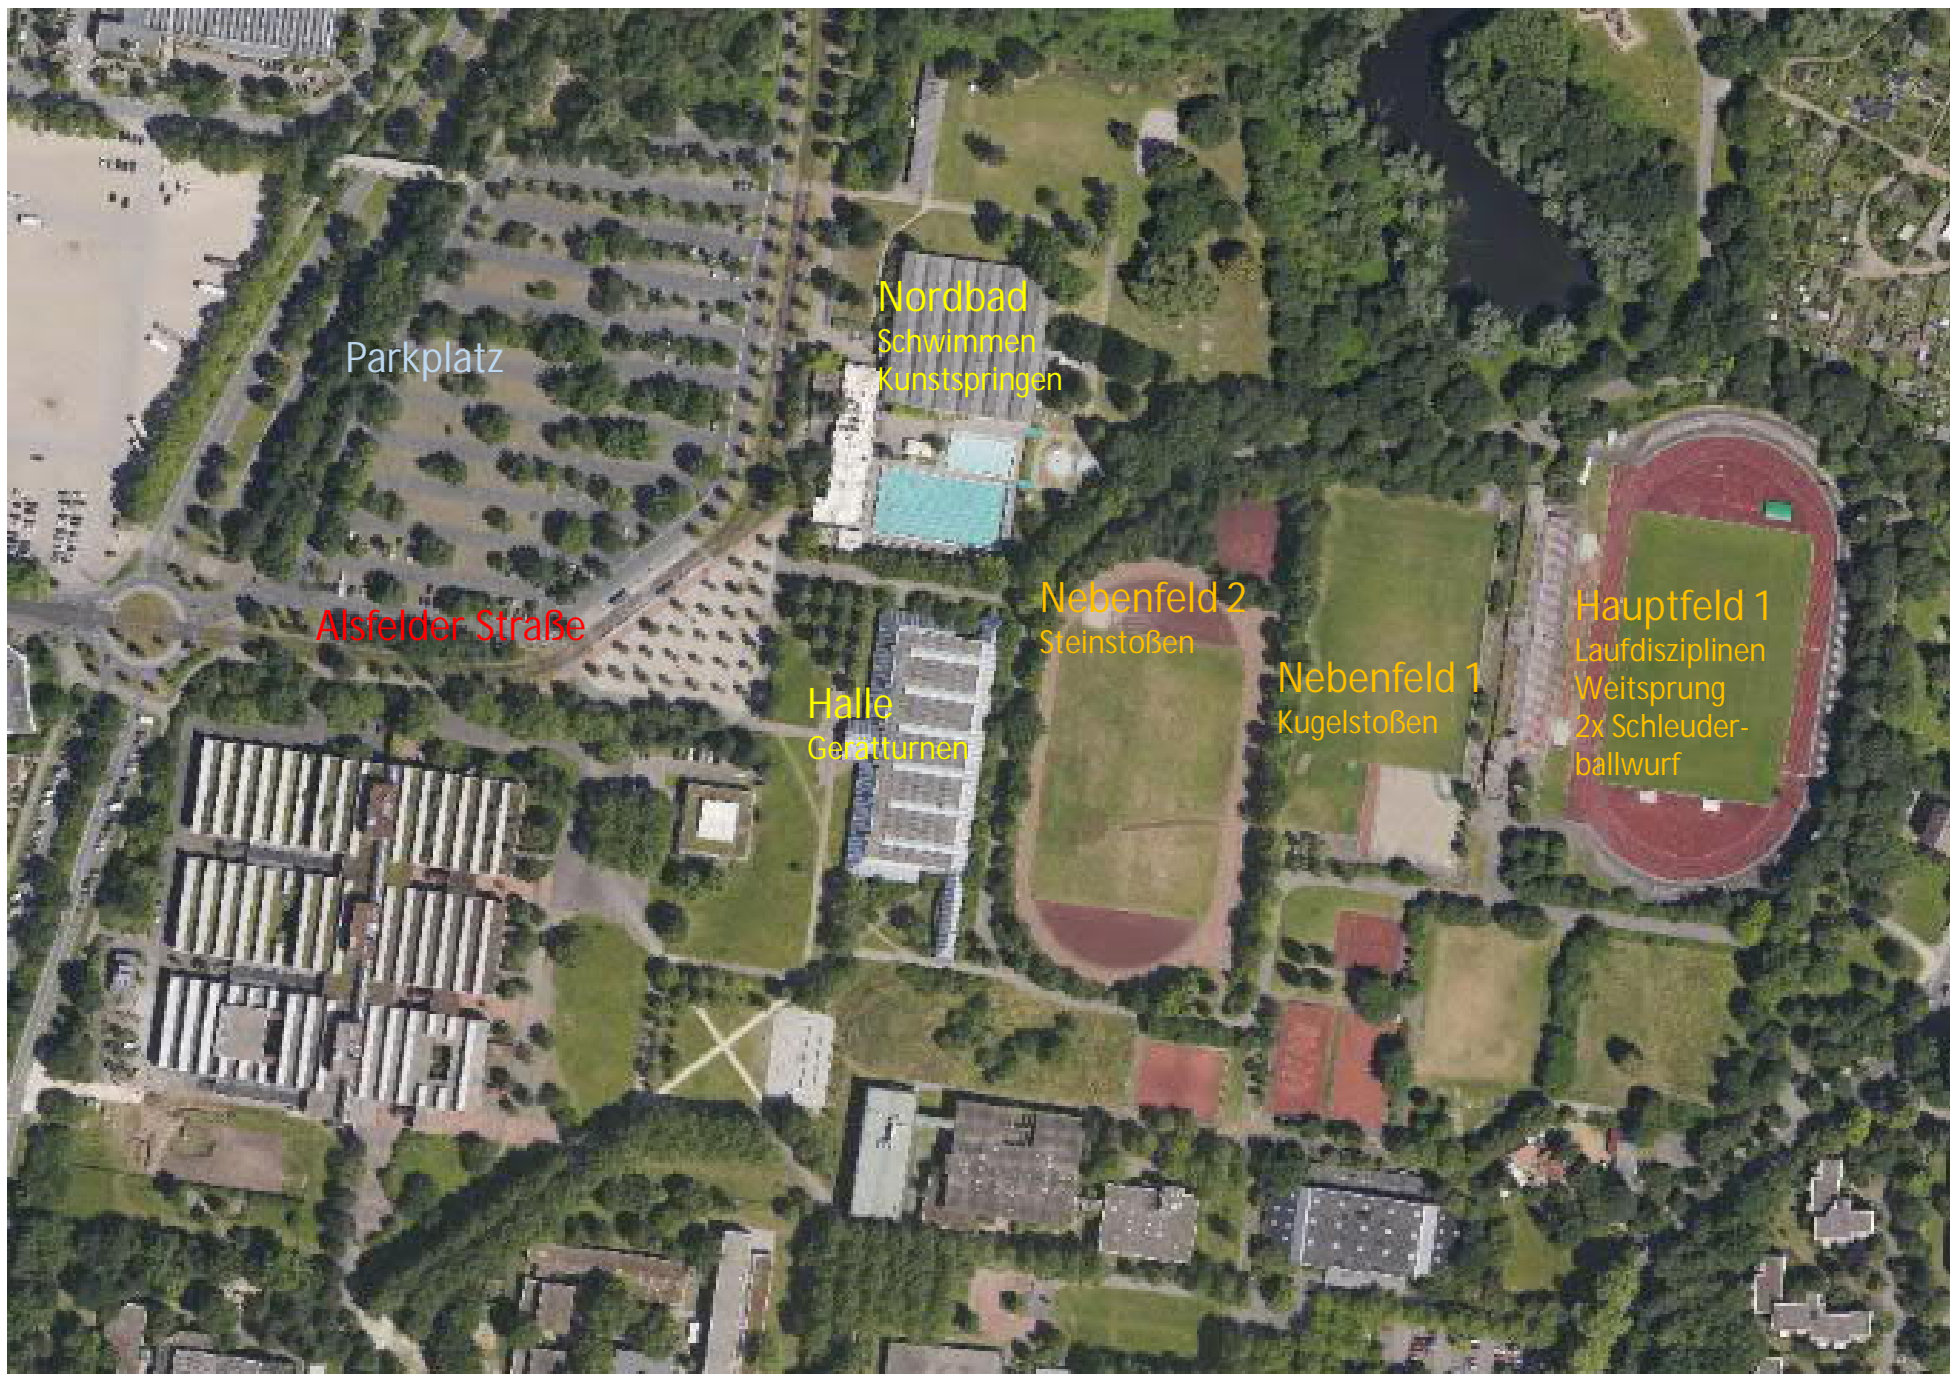 Nordbad
Schwimmen
Kunstspringen
Parkplatz
Alsfelder Straße
Nebenfeld 2
Steinstoßen
Hauptfeld 1
Laufdisziplinen
Weitsprung
2x Schleuder-
ballwurf
Nebenfeld 1
Kugelstoßen
Halle
Gerätturnen